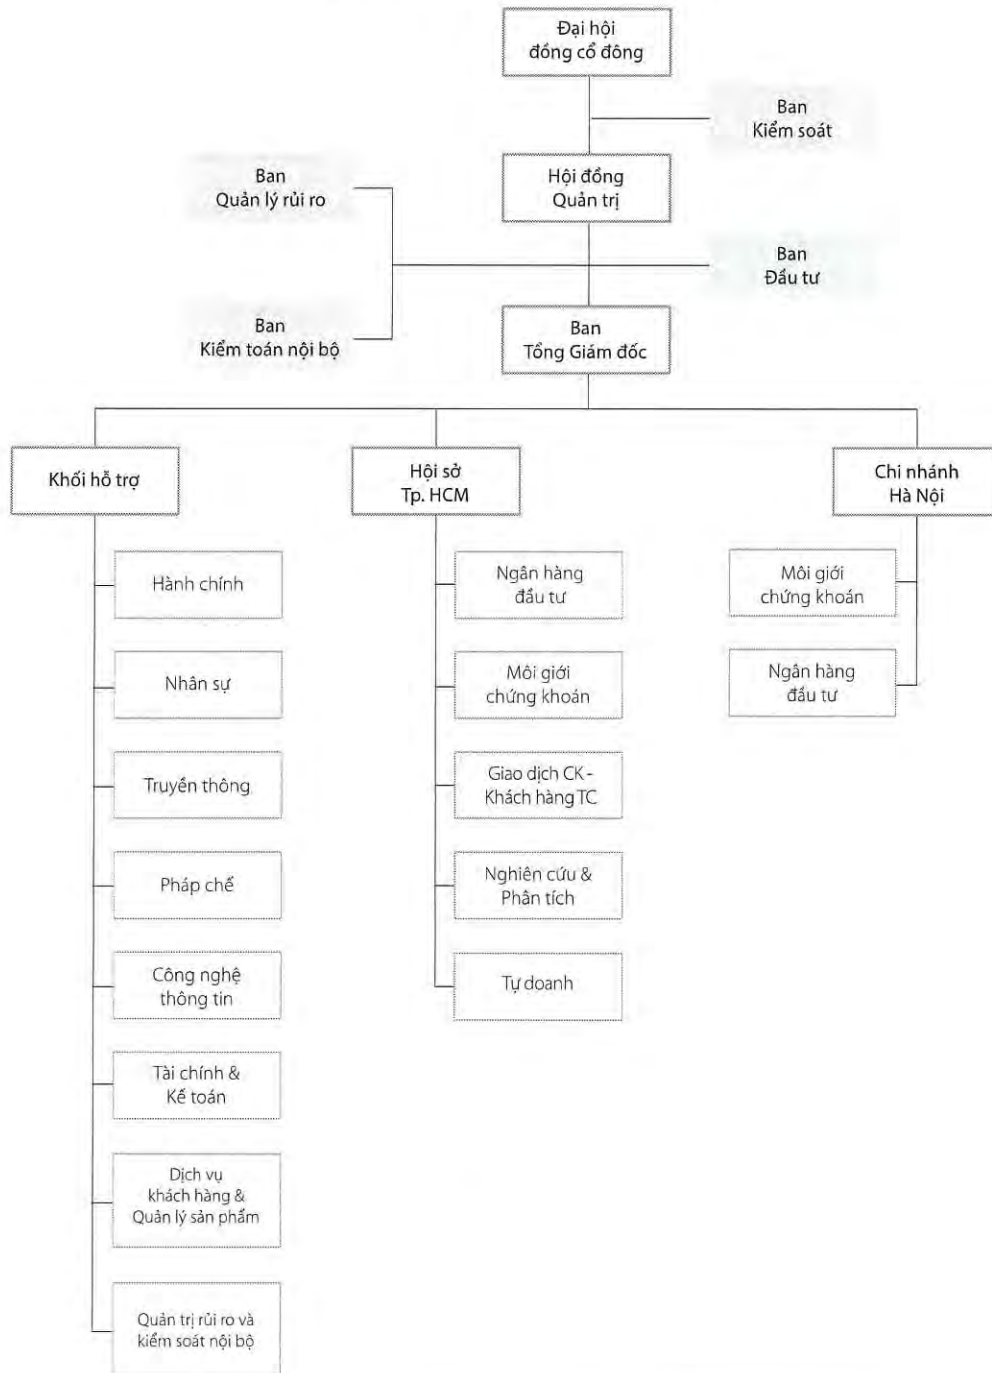 Đại hội
đồng cổ đông
Ban
Kiểm soát
Hội đồng
Quản trị
Ban
Quản lý rủi ro
Ban
Đầu tư
Ban
Kiểm toán nội bộ
Ban
Tổng Giám đốc
Khối hỗ trợ
Hội sở
Tp. HCM
Chi nhánh
Hà Nội
Hành chính
Nhân sự
Truyền thông
Pháp chế
Công nghệ
thông tin
Tài chính &
Kế toán
Dịch vụ
khách hàng &
Quản lý sản phẩm
Quản trị rủi ro và
kiểm soát nội bộ
Ngân hàng
đầu tư
Môi giới
chứng khoán
Giao dịch CK -
Khách hàng TC
Nghiên cứu &
Phân tích
Tự doanh
Môi giới
chứng khoán
Ngân hàng
đầu tư